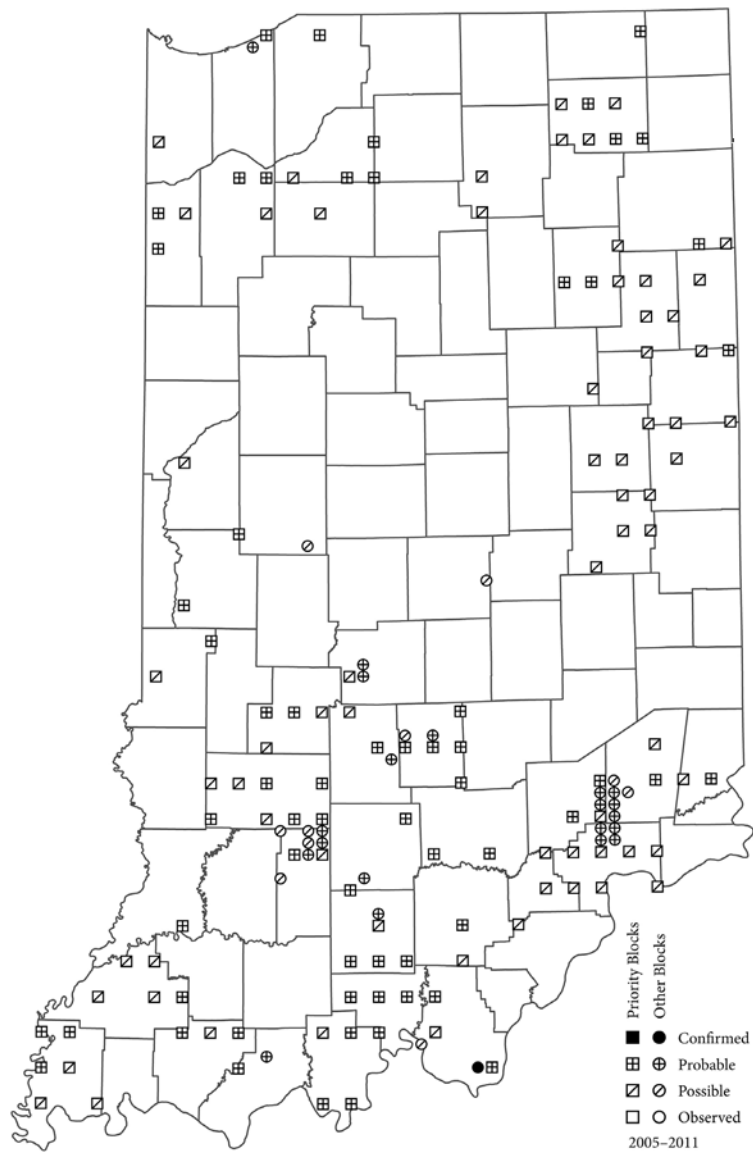 Priority Blocks
Other Blocks
Confirmed
Probable
Possible
Observed
2005–2011